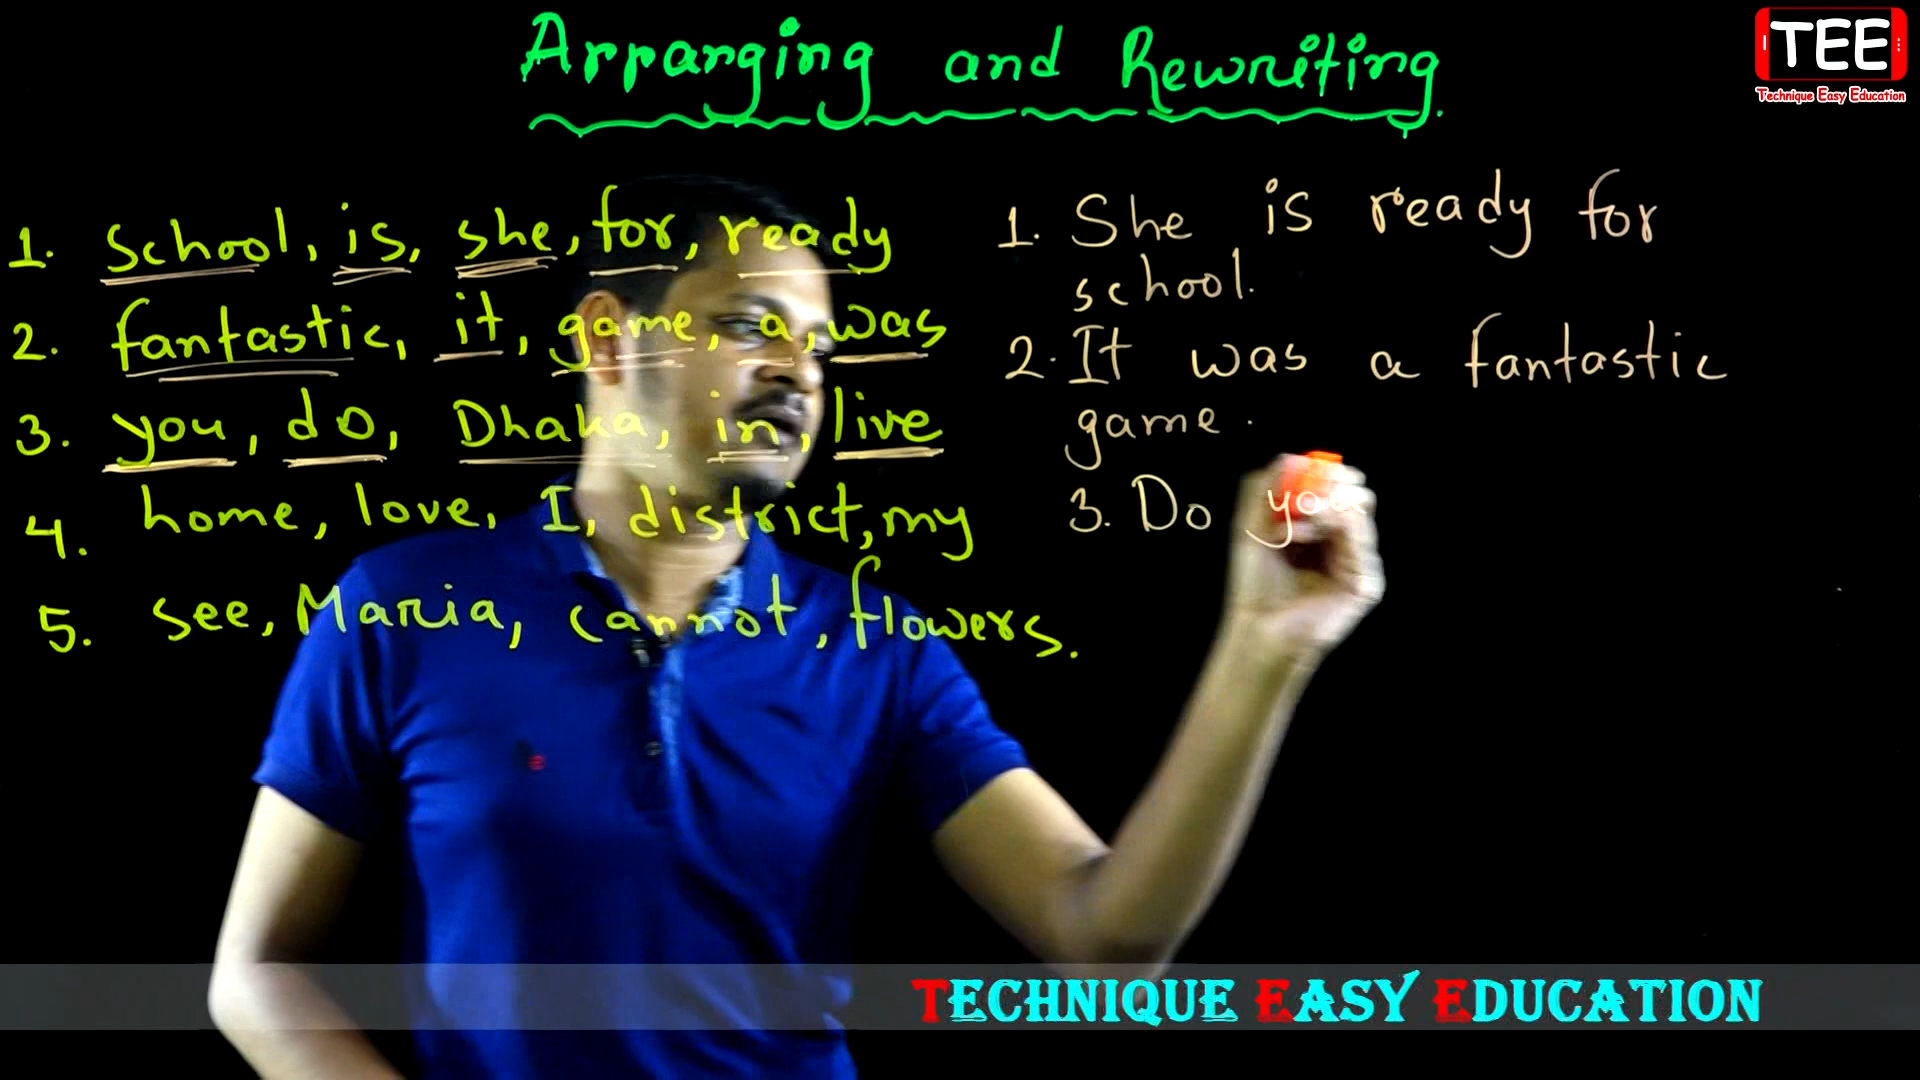 Arranging and Rewriting
TEE
Technique Easy Education
1. School, is, she, for, ready
2. fantastic, it, game, a, was
3. you, do, Dhaka, in, live
4. home, love, I, district, my
5. see, Maria, cannot, flowers.
1. She is ready for
school.
2. It was a fantastic
game.
3. Do you
TECHNIQUE EASY EDUCATION